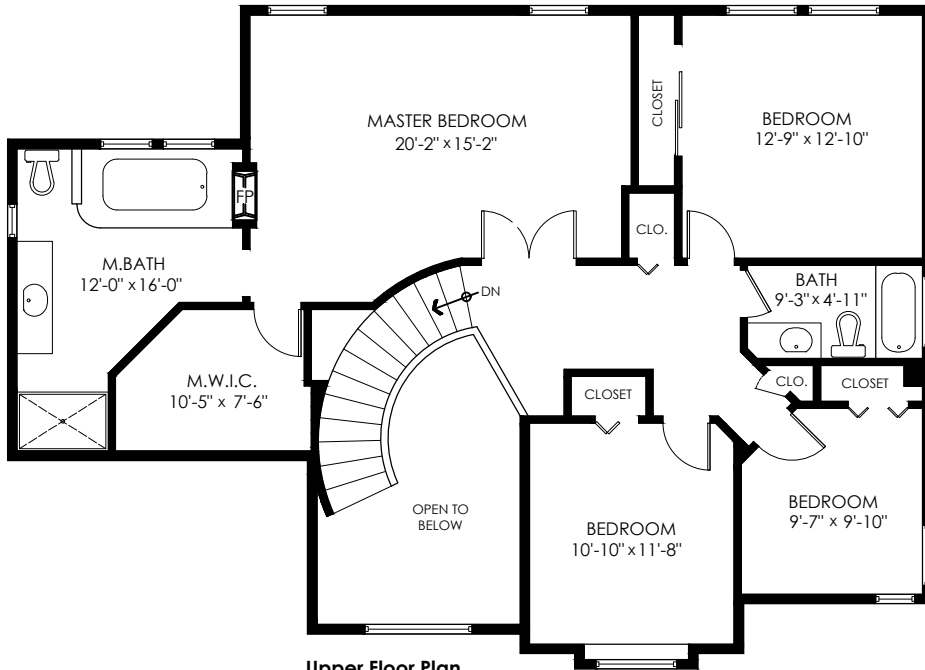 MASTER BEDROOM
20'-2" x 15'-2"
CLOSET
BEDROOM
12'-9" x 12'-10"
FP
CLO.
M.BATH
12'-0" x 16'-0"
DN
BATH
9'-3" x 4'-11"
M.W.I.C.
10'-5" x 7'-6"
CLOSET
CLO.
CLOSET
OPEN TO
BELOW
BEDROOM
10'-10" x 11'-8"
BEDROOM
9'-7" x 9'-10"
Upper Floor Plan